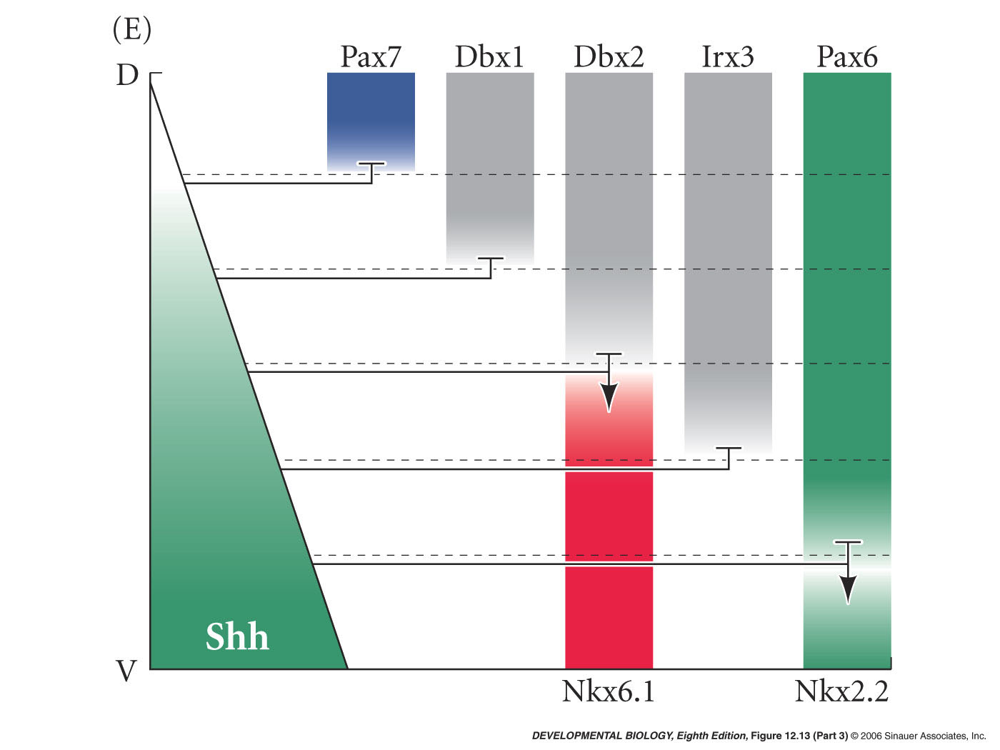 (E)
Pax7 Dbx1 Dbx2 Irx3 Pax6
D
Shh
V
Nkx6.1 Nkx2.2
DEVELOPMENTAL BIOLOGY, Eighth Edition, Figure 12.13 (Part 3) © 2006 Sinauer Associates, Inc.